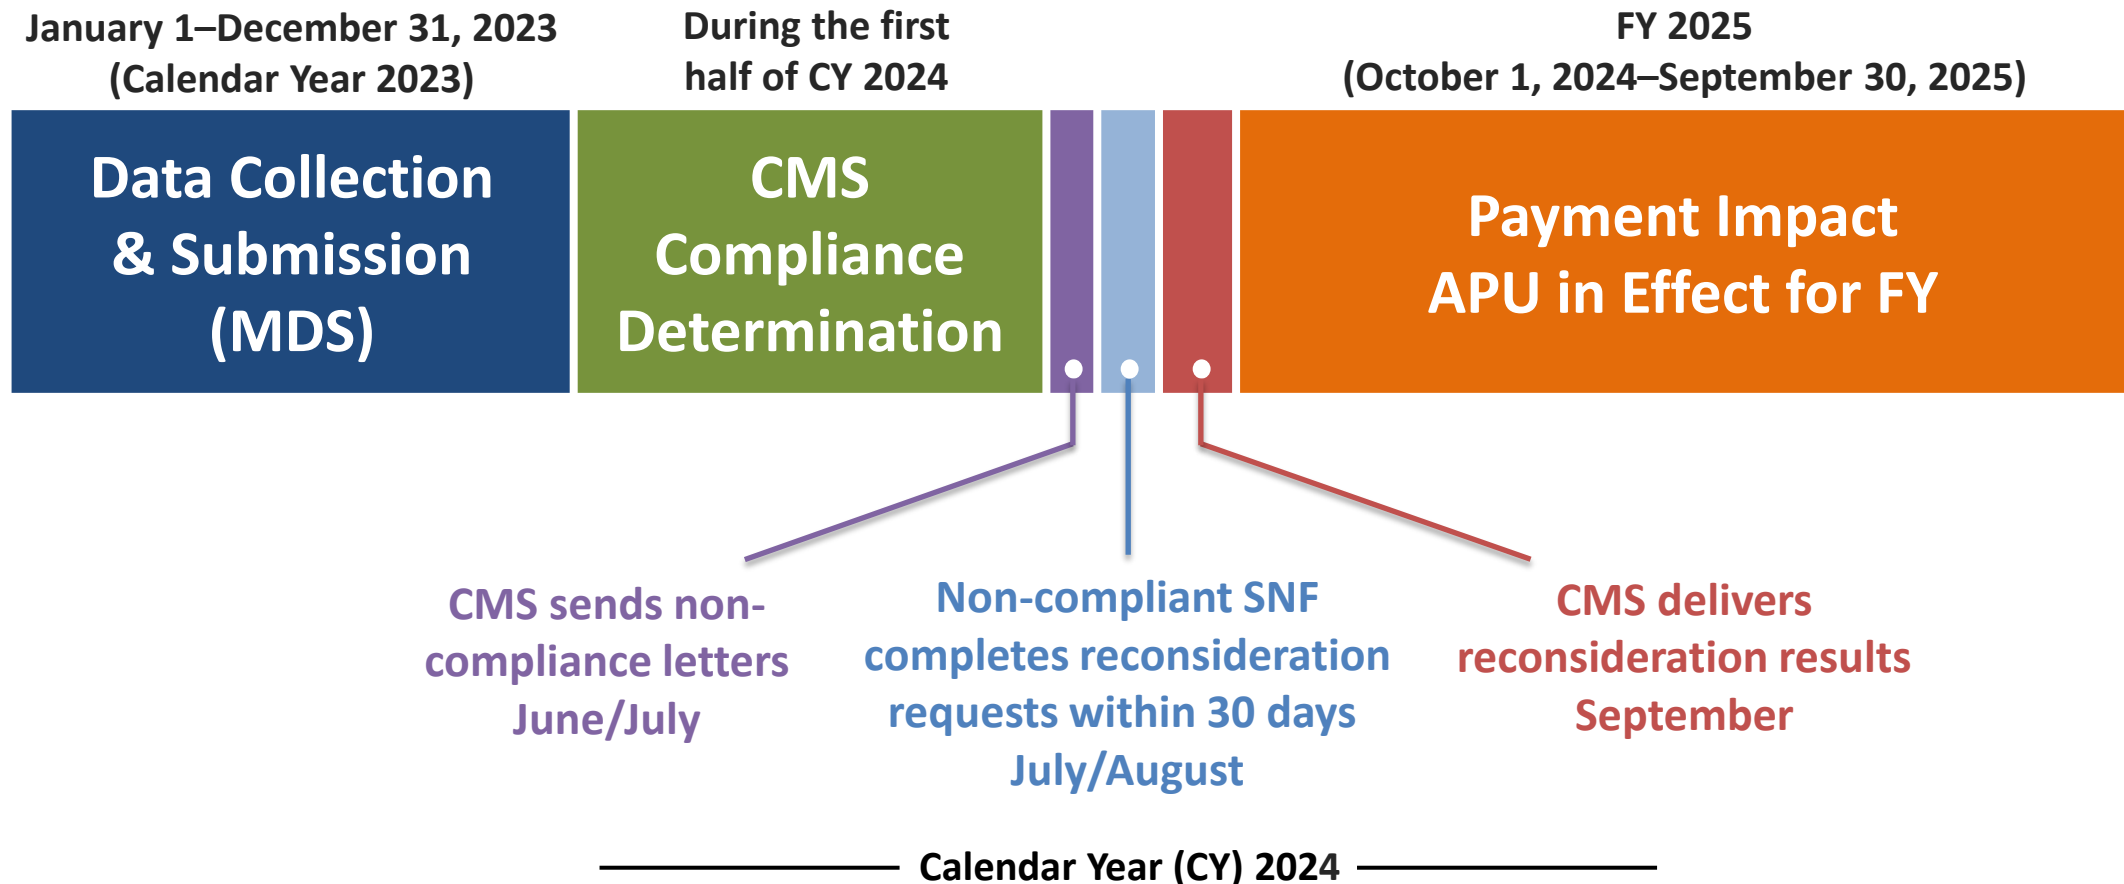 January 1–December 31, 2023
(Calendar Year 2023)
During the first
half of CY 2024
FY 2025
(October 1, 2024–September 30, 2025)
Data Collection
& Submission
(MDS)
CMS
Compliance
Determination
Payment Impact
APU in Effect for FY
CMS sends non-
compliance letters
June/July
Non-compliant SNF
completes reconsideration
requests within 30 days
July/August
CMS delivers
reconsideration results
September
Calendar Year (CY) 2024